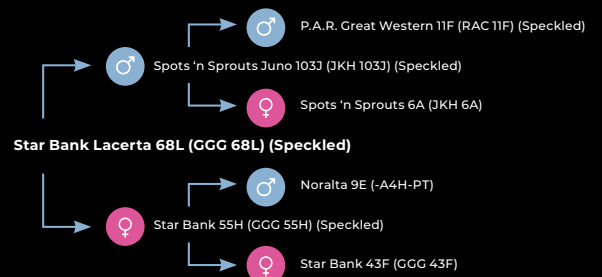 P.A.R. Great Western 11F (RAC 11F) (Speckled)
Spots ‘n Sprouts Juno 103J (JKH 103J) (Speckled)
Spots ‘n Sprouts 6A (JKH 6A)
Star Bank Lacerta 68L (GGG 68L) (Speckled)
Noralta 9E (-A4H-PT)
Star Bank 55H (GGG 55H) (Speckled)
Star Bank 43F (GGG 43F)